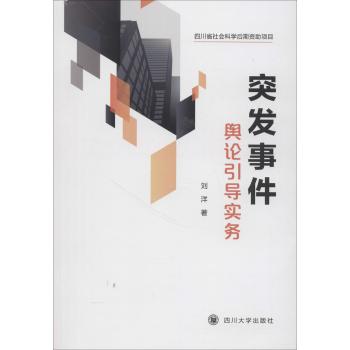 四川省社会科学后期资助项目
突发事件
舆论引导实务
刘洋 著
四川大学出版社